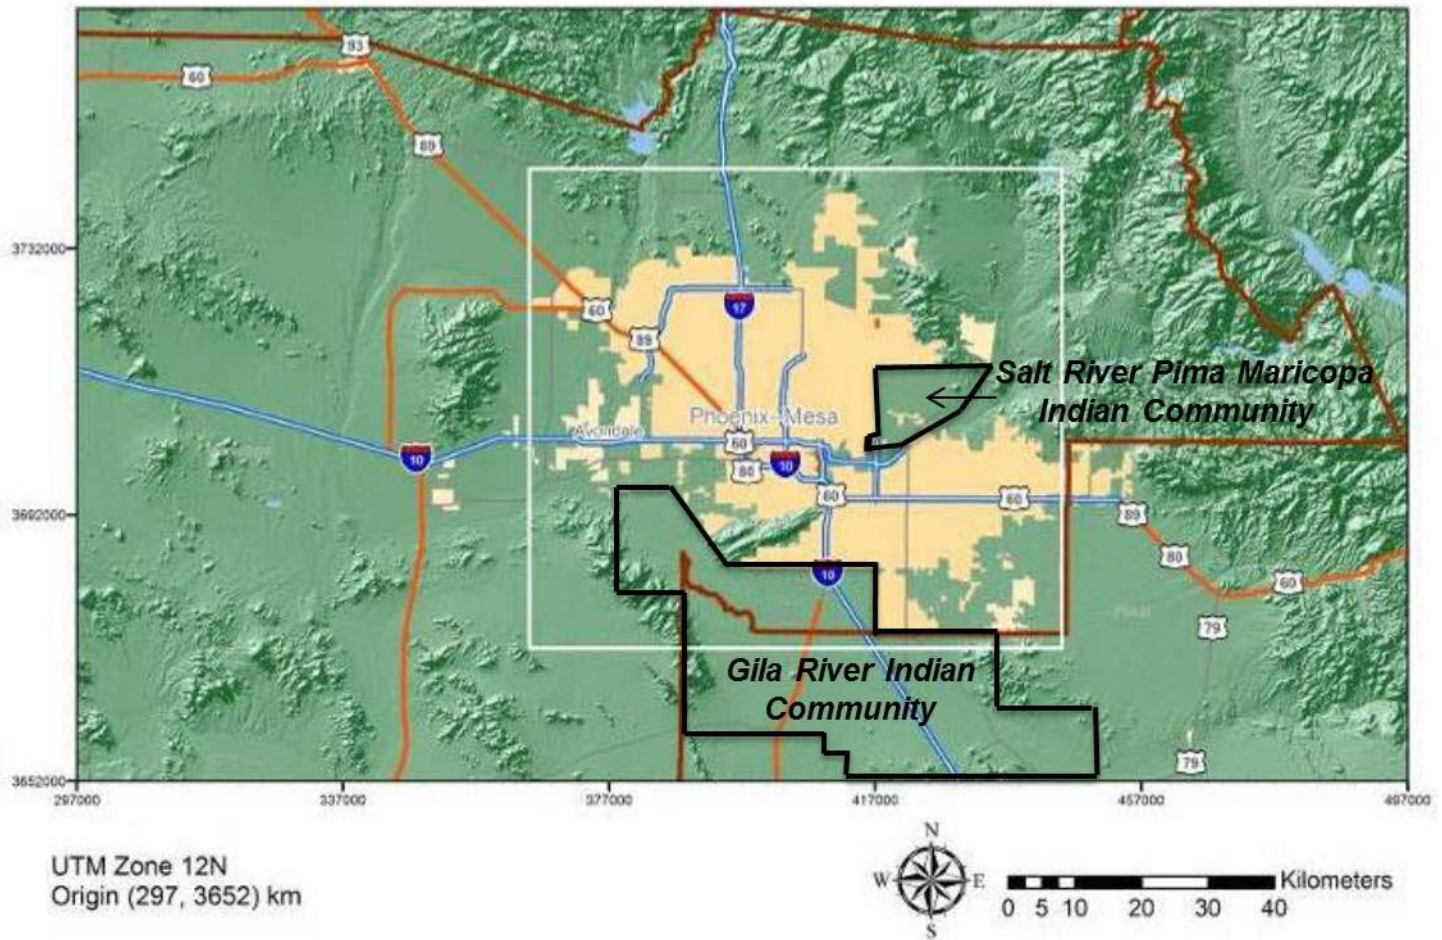 93
60
89
3732000
60
17
89
Salt River Pima Maricopa
Indian Community
Phoenix-Mesa
Avondale
60
10
80
10
60
60
3692000
89
80
10
60
79
Gila River Indian
Community
79
3652000
297000 337000 377000 417000 457000 497000
UTM Zone 12N
Origin (297, 3652) km
N
W E
S
Kilometers
0 5 10 20 30 40